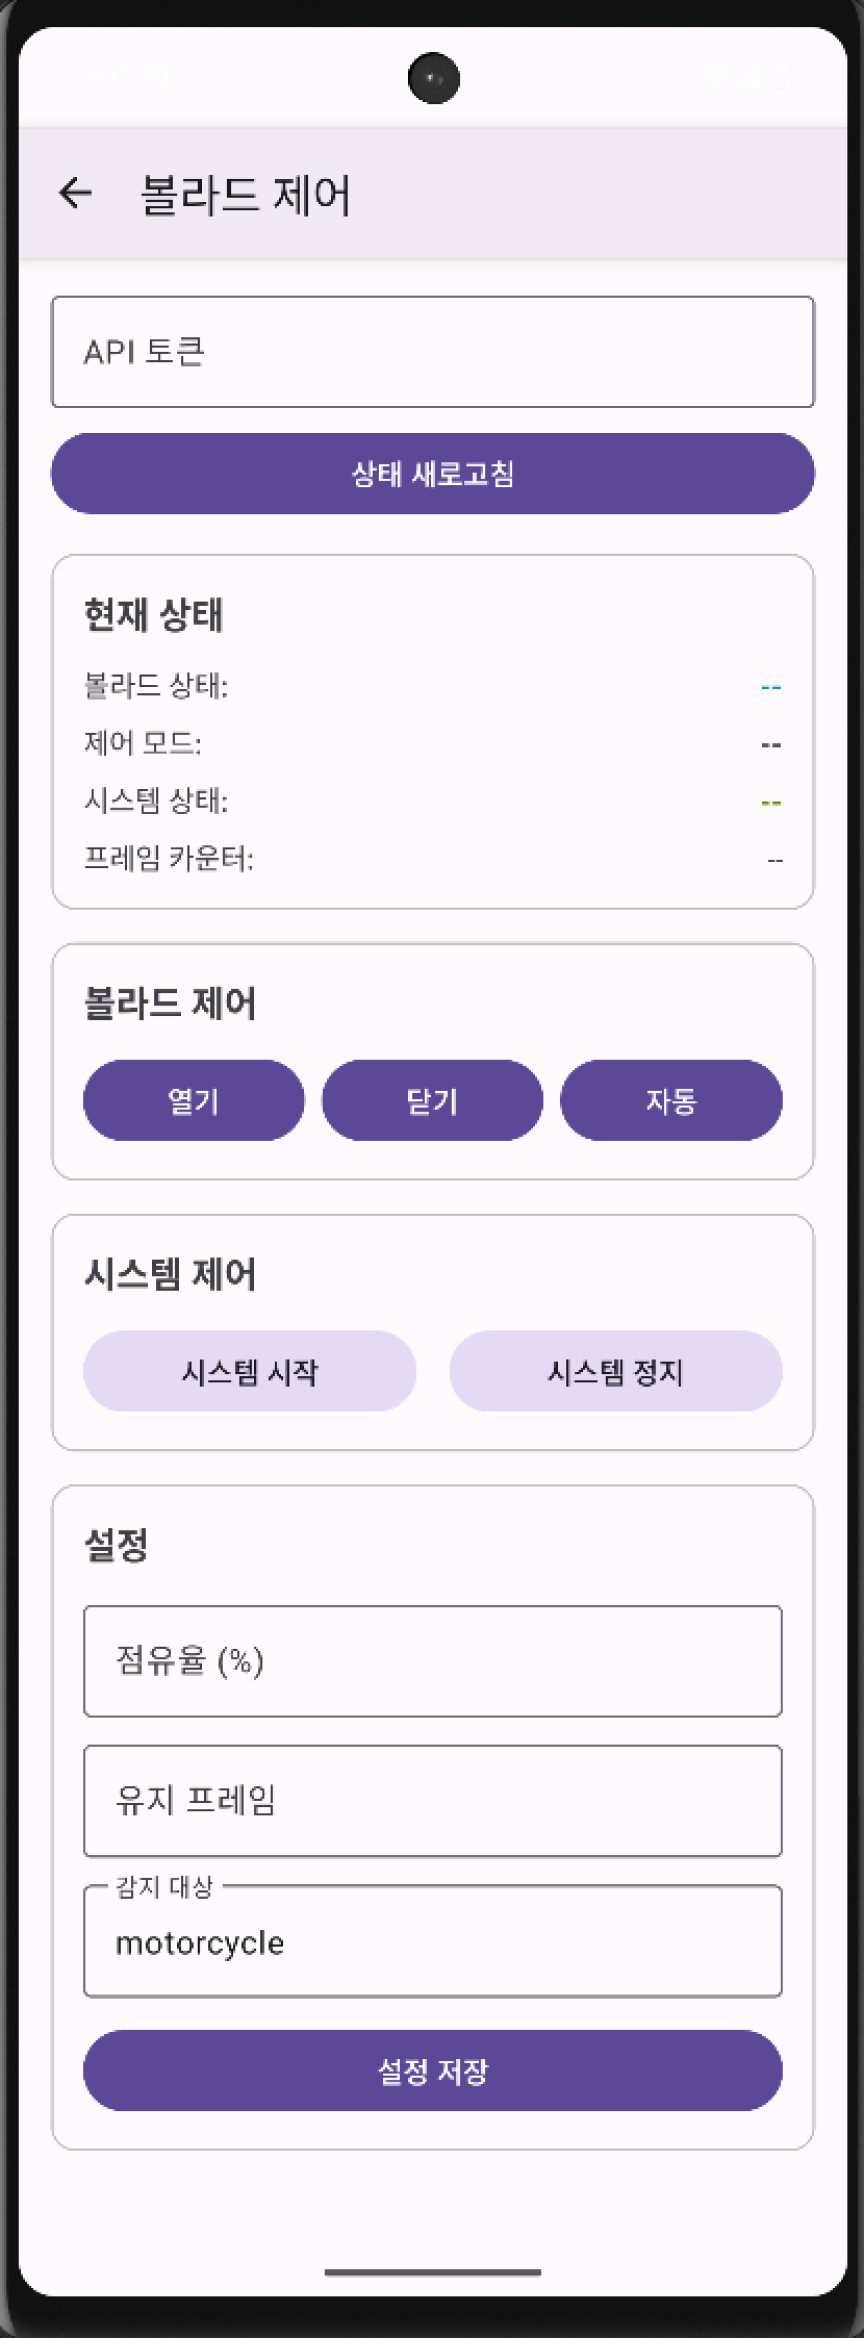 볼라드 제어
API 토큰
상태 새로고침
현재 상태
볼라드 상태: --
제어 모드: --
시스템 상태: --
프레임 카운터: --
볼라드 제어
열기 닫기 자동
시스템 제어
시스템 시작 시스템 정지
설정
점유율 (%)
유지 프레임
감지 대상
motorcycle
설정 저장